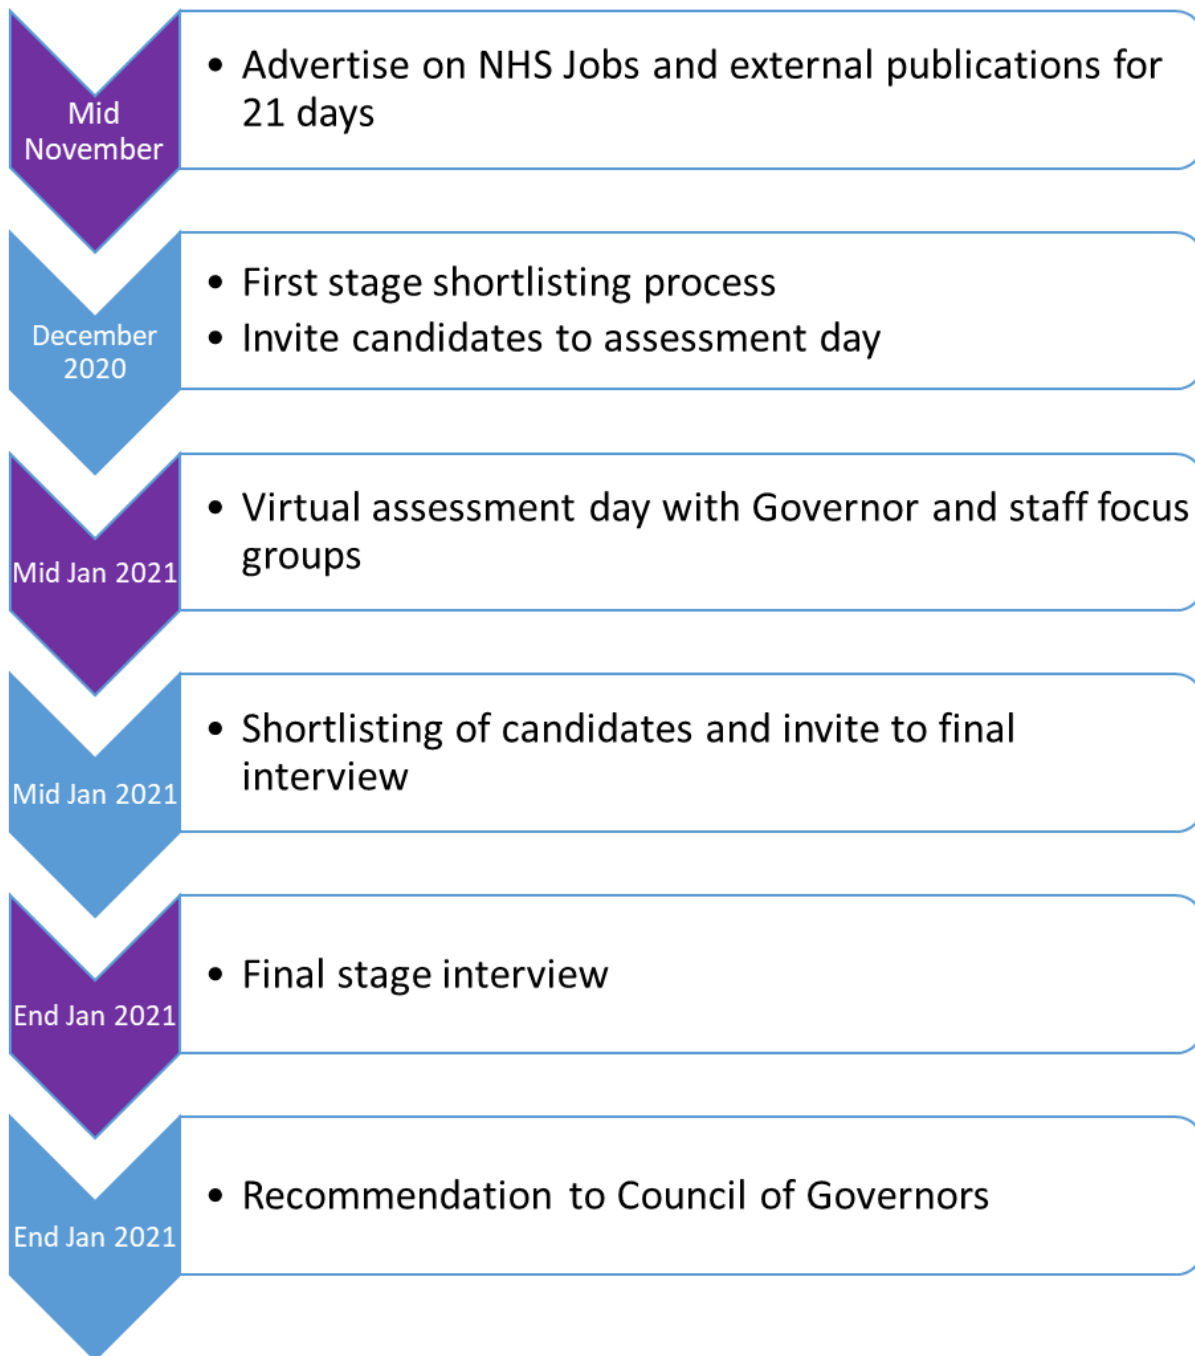 Mid
November
• Advertise on NHS Jobs and external publications for
21 days
December
2020
• First stage shortlisting process
• Invite candidates to assessment day
Mid Jan 2021
• Virtual assessment day with Governor and staff focus
groups
Mid Jan 2021
• Shortlisting of candidates and invite to final
interview
End Jan 2021
• Final stage interview
End Jan 2021
• Recommendation to Council of Governors